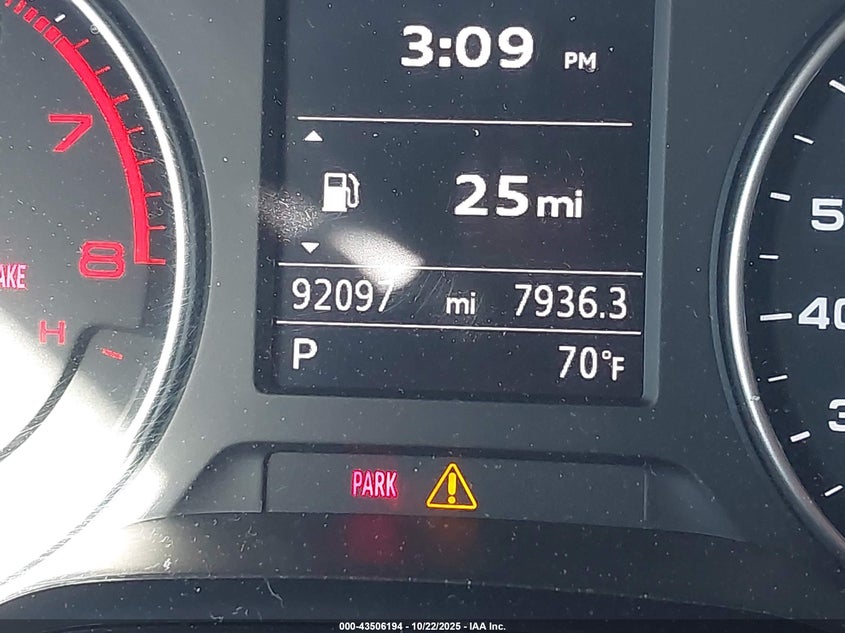 3:09 PM
7
25 mi
8
AKE
92097 mi 7936.3
H
P 70°F
PARK
5
40
3
000-43506194 - 10/22/2025 - IAA Inc.